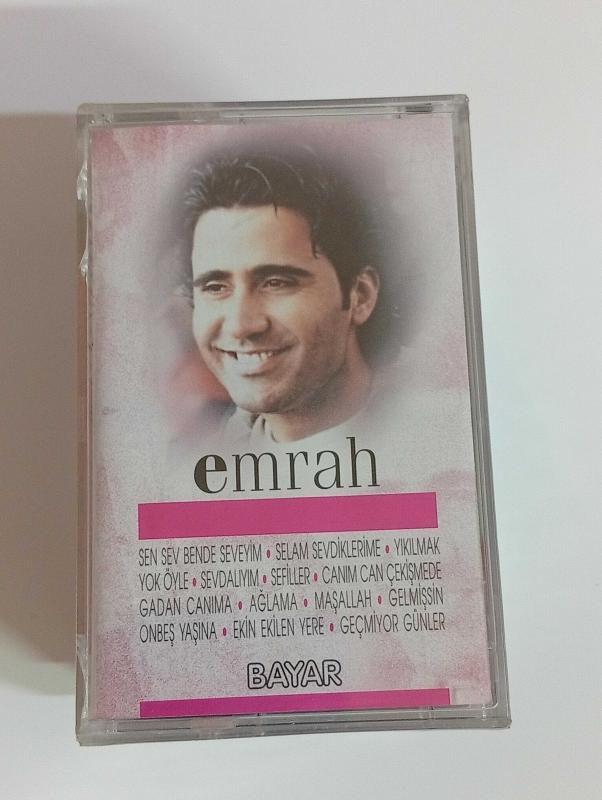 emrah
SEN SEV BENDE SEVEYİM • SELAM SEVDİKLERİME • YIKILMAK
YOK ÖYLE • SEVDALIYIM • SEFİLLER • CANIM CAN ÇEKİŞMEDE
GADAN CANIMA • AĞLAMA • MAŞALLAH • GELMİŞSİN
ONBEŞ YAŞINA • EKİN EKİLEN YERE • GEÇMİYOR GÜNLER
BAYAR